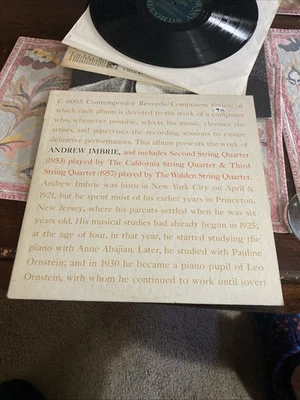 C 6003 Contemporary Records/Composers series, in
which each album is devoted to the work of a composer
who, whenever possible, selects his music, chooses the
artists, and supervises the recording sessions to ensure
definitive performances. This album presents the work of
ANDREW IMBRIE, and includes Second String Quartet
(1953) played by The California String Quartet & Third
String Quartet (1957) played by The Walden String Quartet.
Andrew Imbrie was born in New York City on April 6,
1921, but he spent most of his earlier years in Princeton,
New Jersey, where his parents settled when he was six
years old. His musical studies had already begun in 1925;
at the age of four, in that year, he started studying the
piano with Anne Abajian. Later, he studied with Pauline
Ornstein; and in 1930 he became a piano pupil of Leo
Ornstein, with whom he continued to work until (over)